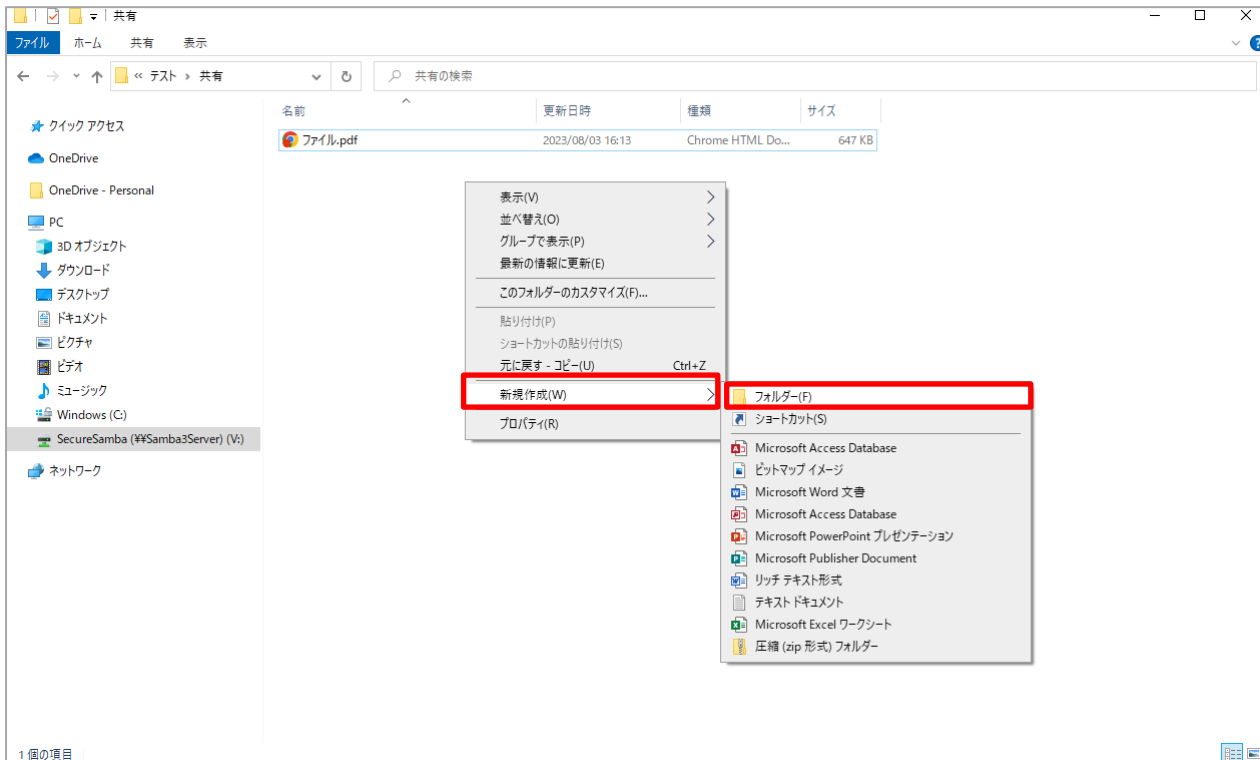 共有
ファイル ホーム 共有 表示
« テスト › 共有 共有の検索
名前 更新日時 種類 サイズ
ファイル.pdf 2023/08/03 16:13 Chrome HTML Do... 647 KB
クイック アクセス
OneDrive
OneDrive - Personal
PC
3D オブジェクト
ダウンロード
デスクトップ
ドキュメント
ピクチャ
ビデオ
ミュージック
Windows (C:)
SecureSamba (¥¥Samba3Server) (V:)
ネットワーク
表示(V)
並べ替え(O)
グループで表示(P)
最新の情報に更新(E)
このフォルダーのカスタマイズ(F)...
貼り付け(P)
ショートカットの貼り付け(S)
元に戻す - コピー(U) Ctrl+Z
新規作成(W)
プロパティ(R)
フォルダー(F)
ショートカット(S)
Microsoft Access Database
ビットマップ イメージ
Microsoft Word 文書
Microsoft Access Database
Microsoft PowerPoint プレゼンテーション
Microsoft Publisher Document
リッチ テキスト形式
テキスト ドキュメント
Microsoft Excel ワークシート
圧縮 (zip 形式) フォルダー
1 個の項目